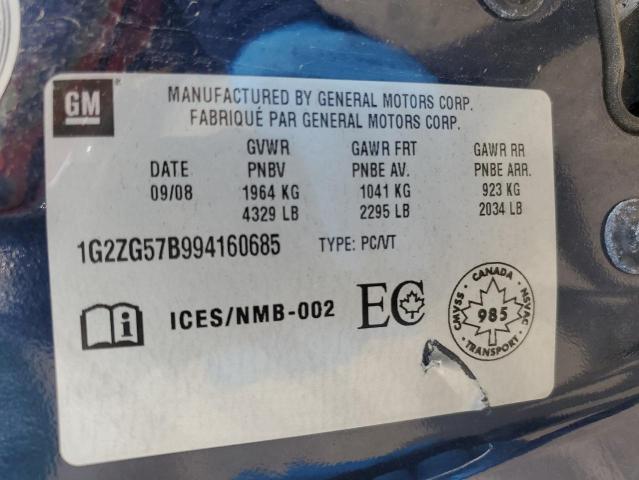 GM
MANUFACTURED BY GENERAL MOTORS CORP.
FABRIQUÉ PAR GENERAL MOTORS CORP.
GVWR GAWR FRT GAWR RR
DATE PNBV PNBE AV. PNBE ARR.
09/08 1964 KG 1041 KG 923 KG
4329 LB 2295 LB 2034 LB
1G2ZG57B994160685 TYPE: PC/VT
i ICES/NMB-002 EC
CANADA
CMVSS 985 NSVAC
TRANSPORT